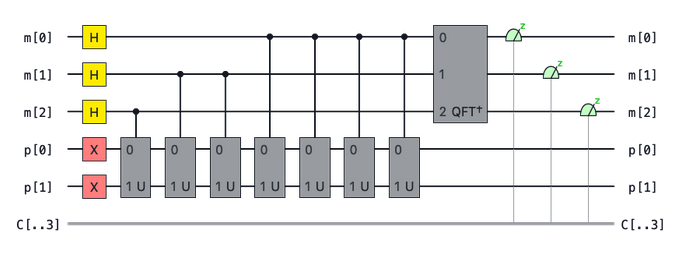 m[0] H 0 z m[0]
m[1] H 1 z m[1]
m[2] H 2 QFT† z m[2]
p[0] X 0 0 0 0 0 0 0 p[0]
p[1] X 1 U 1 U 1 U 1 U 1 U 1 U 1 U p[1]
C[..3] C[..3]